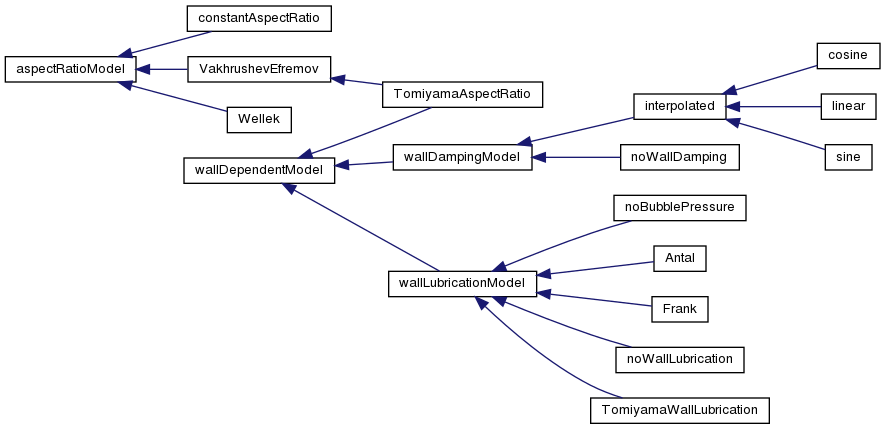 constantAspectRatio
aspectRatioModel
VakhrushevEfremov
Wellek
TomiyamaAspectRatio
wallDependentModel
wallDampingModel
interpolated
cosine
linear
sine
noWallDamping
wallLubricationModel
noBubblePressure
Antal
Frank
noWallLubrication
TomiyamaWallLubrication